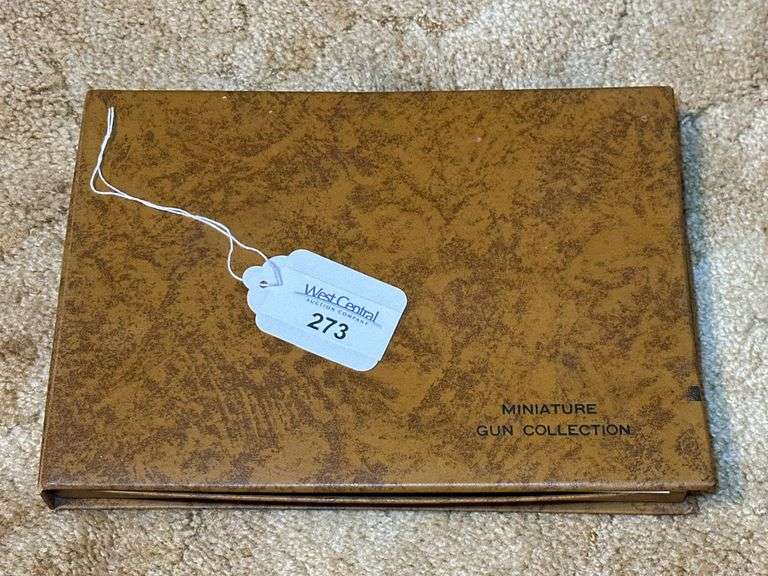 West Central
AUCTION COMPANY
273
MINIATURE
GUN COLLECTION